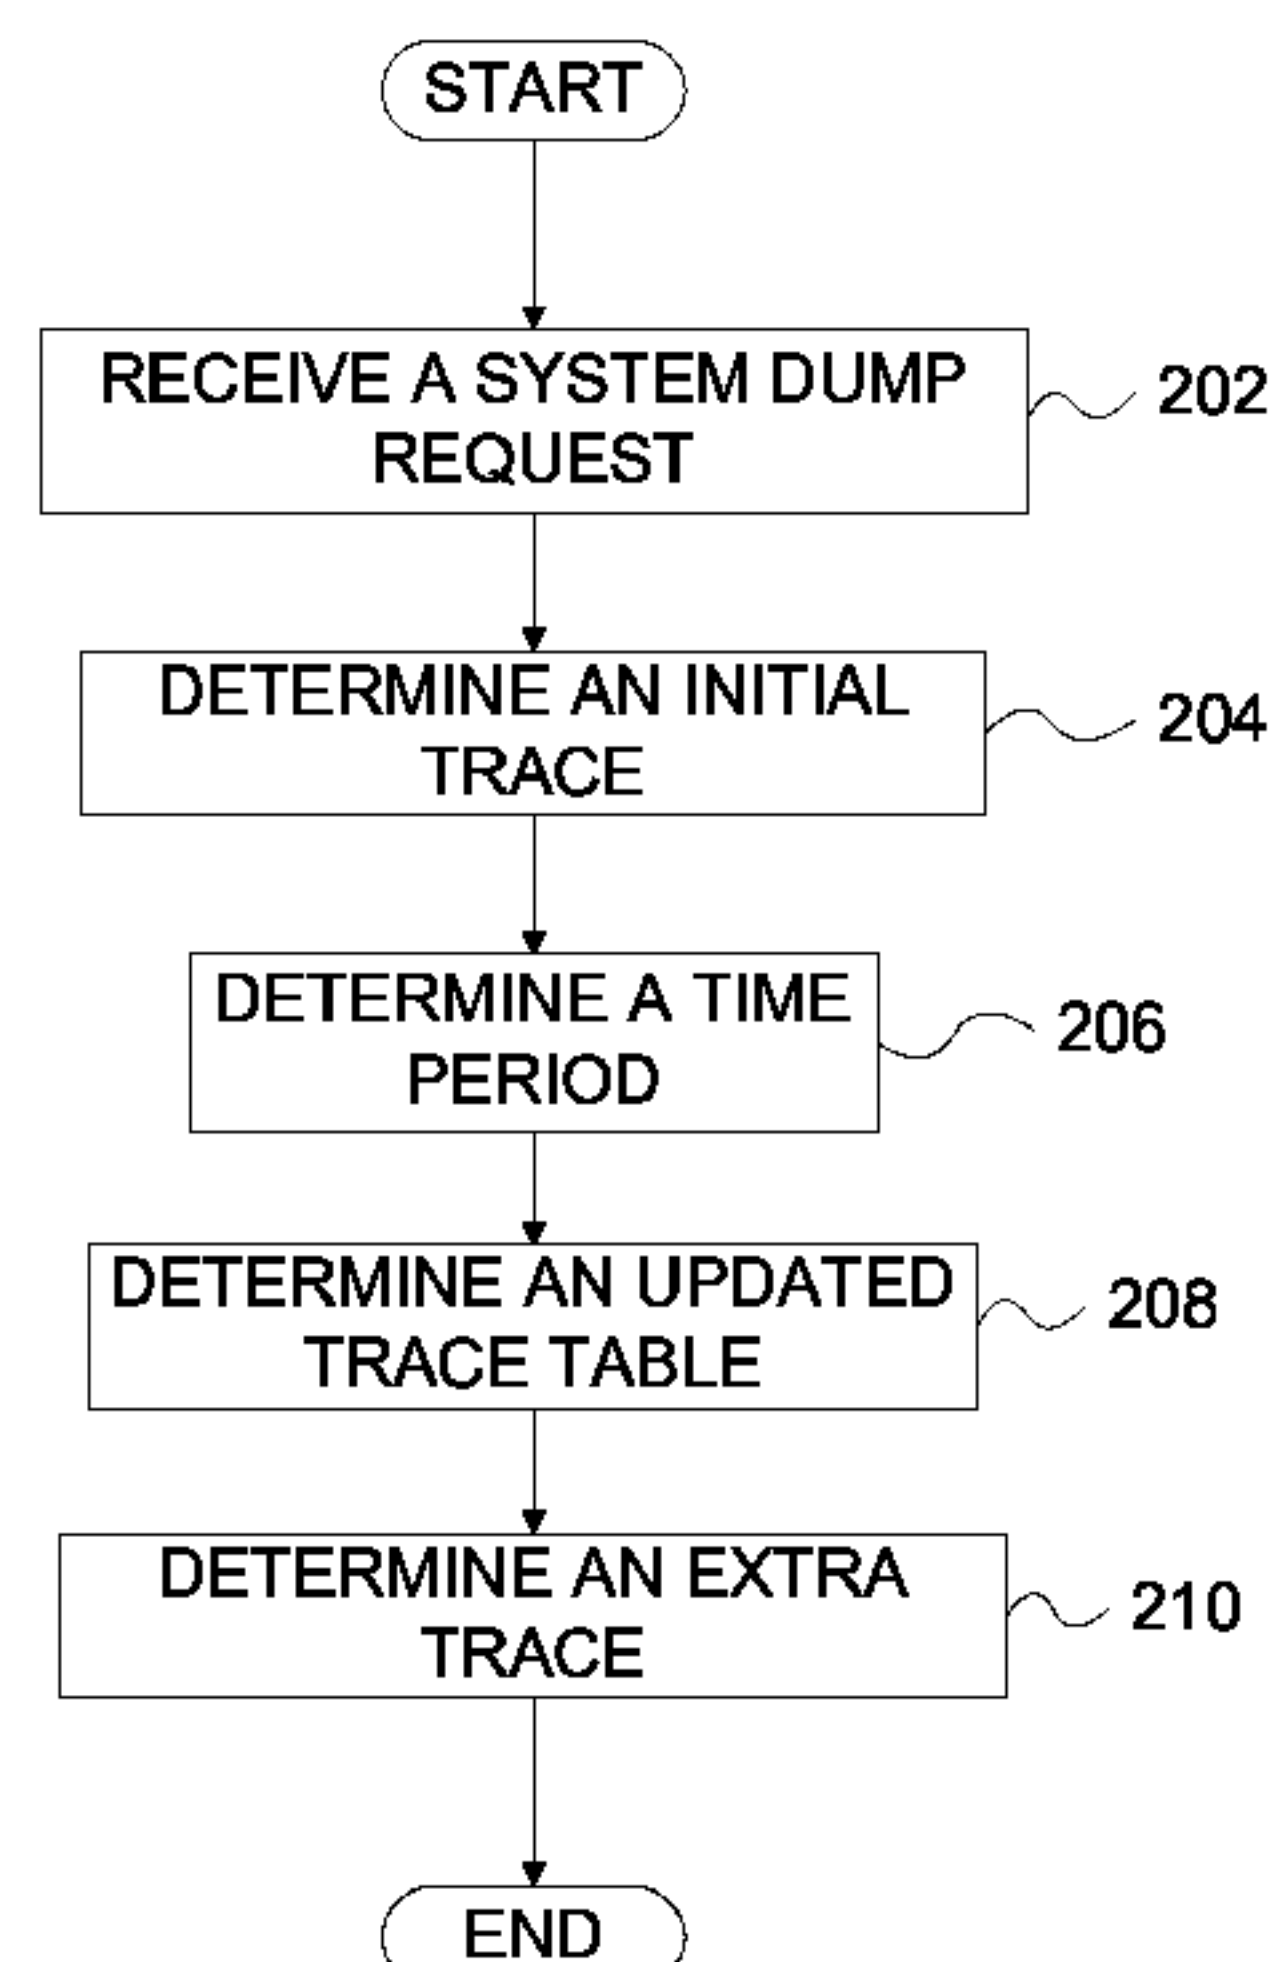 START
RECEIVE A SYSTEM DUMP
REQUEST
202
DETERMINE AN INITIAL
TRACE
204
DETERMINE A TIME
PERIOD
206
DETERMINE AN UPDATED
TRACE TABLE
208
DETERMINE AN EXTRA
TRACE
210
END